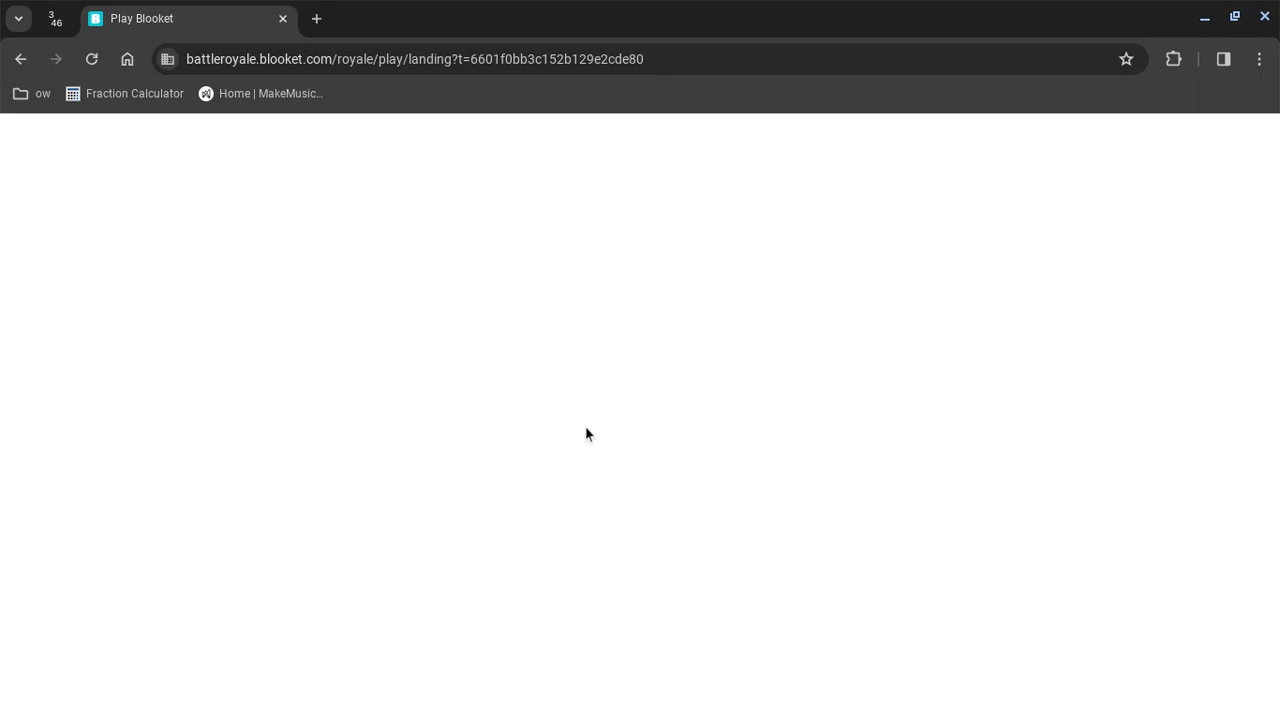 3
46
B
Play Blooket
battleroyale.blooket.com/royale/play/landing?t=6601f0bb3c152b129e2cde80
ow
Fraction Calculator
Home | MakeMusic...